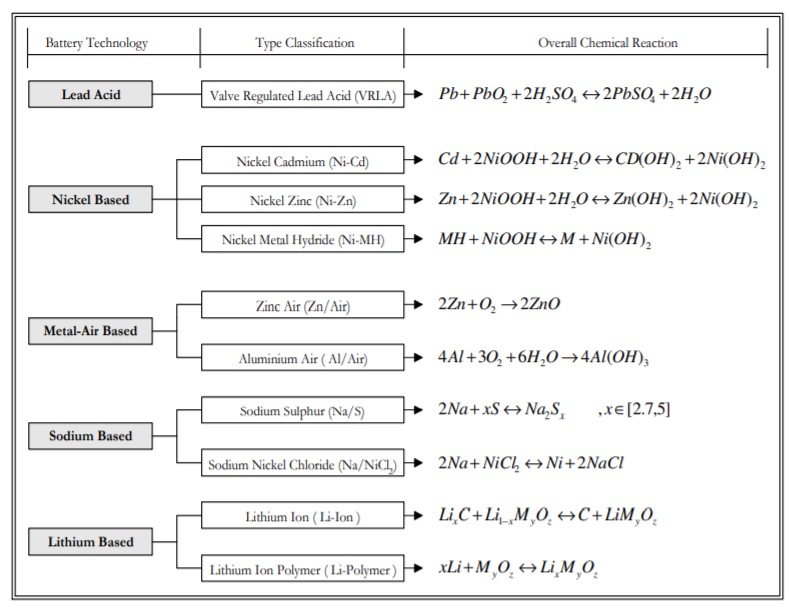 Battery Technology Type Classification Overall Chemical Reaction
Lead Acid Valve Regulated Lead Acid (VRLA) Pb+PbO₂+2H₂SO₄↔2PbSO₄+2H₂O
Nickel Cadmium (Ni-Cd) Cd+2NiOOH+2H₂O↔CD(OH)₂+2Ni(OH)₂
Nickel Based Nickel Zinc (Ni-Zn) Zn+2NiOOH+2H₂O↔Zn(OH)₂+2Ni(OH)₂
Nickel Metal Hydride (Ni-MH) MH+NiOOH↔M+Ni(OH)₂
Zinc Air (Zn/Air) 2Zn+O₂→2ZnO
Metal-Air Based
Aluminium Air ( Al/Air) 4Al+3O₂+6H₂O→4Al(OH)₃
Sodium Sulphur (Na/S) 2Na+xS↔Na₂Sₓ ,x∈[2.7,5]
Sodium Based
Sodium Nickel Chloride (Na/NiCl₂) 2Na+NiCl₂↔Ni+2NaCl
Lithium Ion ( Li-Ion ) LiₓC+Li₁₋ₓM_yO_z↔C+LiM_yO_z
Lithium Based
Lithium Ion Polymer ( Li-Polymer ) xLi+M_yO_z↔LiₓM_yO_z